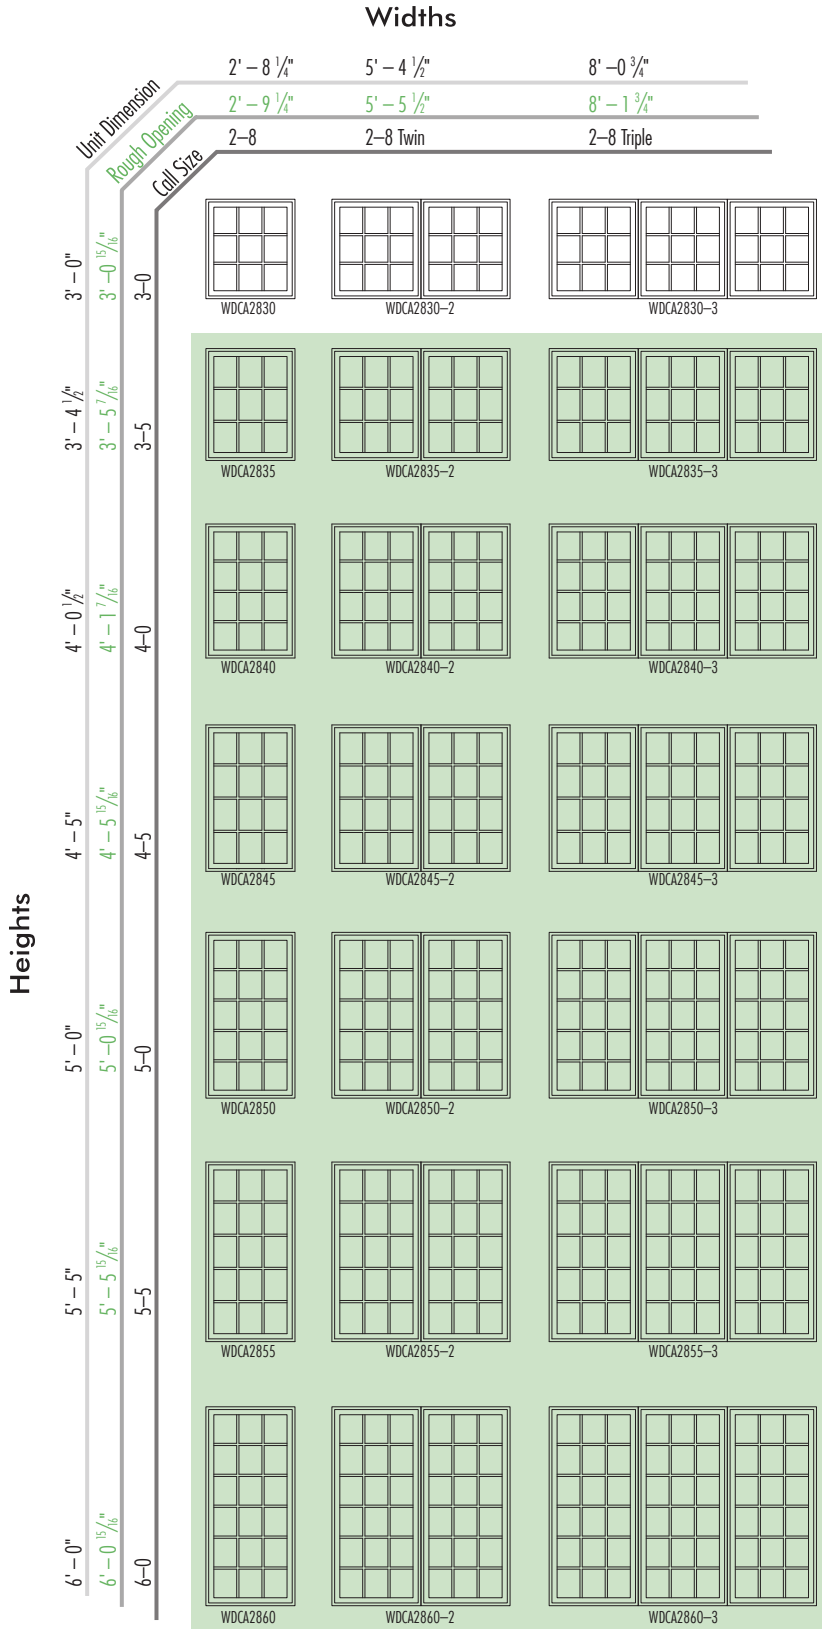 Widths
2' – 8 1/4" 5' – 4 1/2" 8' –0 3/4"
2' – 9 1/4" 5' – 5 1/2" 8' – 1 3/4"
2–8 2–8 Twin 2–8 Triple
Unit Dimension
Rough Opening
Call Size
Heights
3' – 0" 3' –0 15/16" 3–0
WDCA2830 WDCA2830–2 WDCA2830–3
3' – 4 1/2" 3' – 5 7/16" 3–5
WDCA2835 WDCA2835–2 WDCA2835–3
4' – 0 1/2" 4' – 1 7/16" 4–0
WDCA2840 WDCA2840–2 WDCA2840–3
4' – 5" 4' – 5 15/16" 4–5
WDCA2845 WDCA2845–2 WDCA2845–3
5' – 0" 5' –0 15/16" 5–0
WDCA2850 WDCA2850–2 WDCA2850–3
5' – 5" 5' – 5 15/16" 5–5
WDCA2855 WDCA2855–2 WDCA2855–3
6' – 0" 6' – 0 15/16" 6–0
WDCA2860 WDCA2860–2 WDCA2860–3